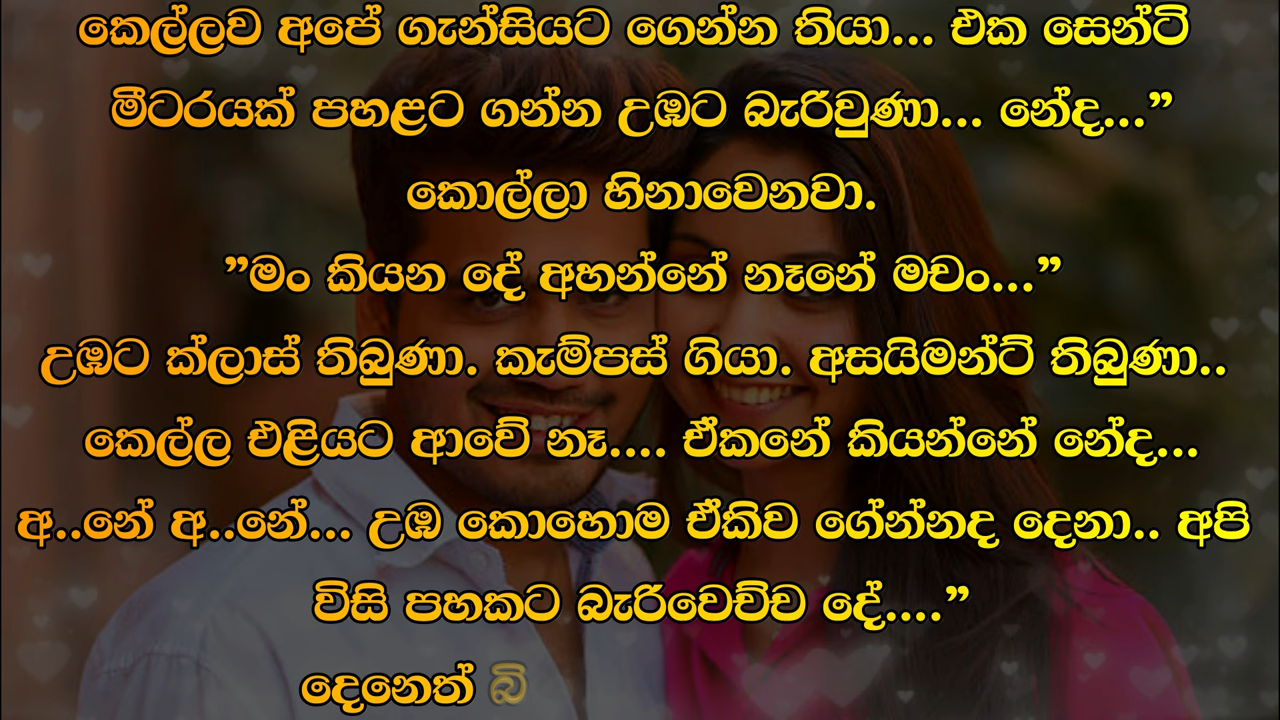 කෙල්ලව අපේ ගැන්සියට ගෙන්න තියා... එක සෙන්ටි
මීටරයක් පහළට ගන්න උඹට බැරිවුණා... නේද...”
කොල්ලා හිනාවෙනවා.
”මං කියන දේ අහන්නේ නෑනේ මචං...”
උඹට ක්ලාස් තිබුණා. කැම්පස් ගියා. අසයිමන්ට් තිබුණා..
කෙල්ල එළියට ආවේ නෑ.... ඒකනේ කියන්නේ නේද...
අ..නේ අ..නේ... උඹ කොහොම ඒකිව ගේන්නද දෙනා.. අපි
විසි පහකට බැරිවෙච්ච දේ....”
දෙනෙත් බි